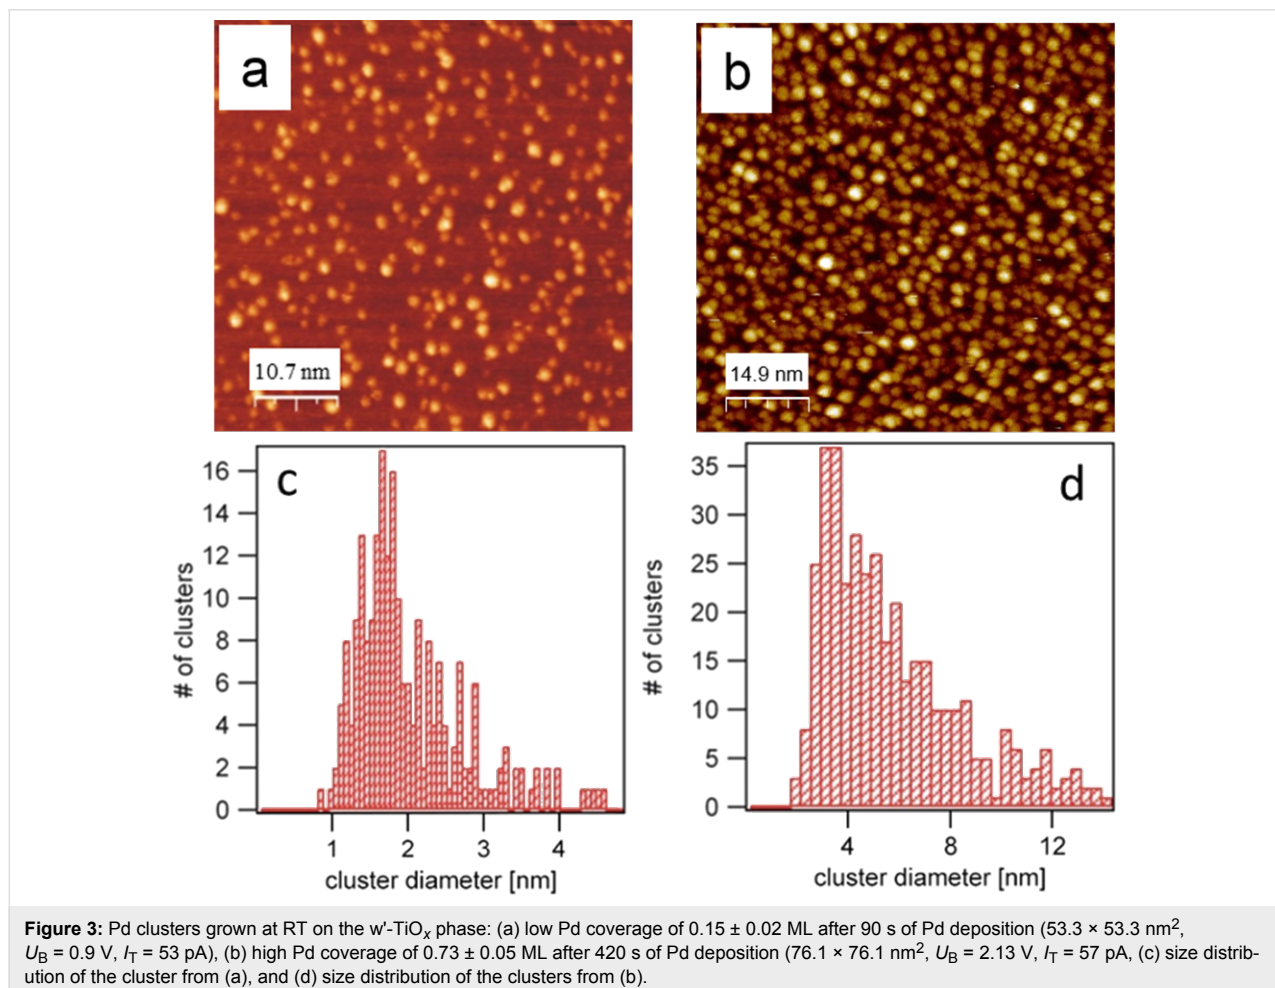 a
b
10.7 nm
14.9 nm
c
16
14
12
10
8
6
4
2
0
# of clusters
1 2 3 4
cluster diameter [nm]
d
35
30
25
20
15
10
5
0
# of clusters
4 8 12
cluster diameter [nm]
Figure 3: Pd clusters grown at RT on the w'-TiOₓ phase: (a) low Pd coverage of 0.15 ± 0.02 ML after 90 s of Pd deposition (53.3 × 53.3 nm²,
U_B = 0.9 V, I_T = 53 pA), (b) high Pd coverage of 0.73 ± 0.05 ML after 420 s of Pd deposition (76.1 × 76.1 nm², U_B = 2.13 V, I_T = 57 pA, (c) size distrib-
ution of the cluster from (a), and (d) size distribution of the clusters from (b).